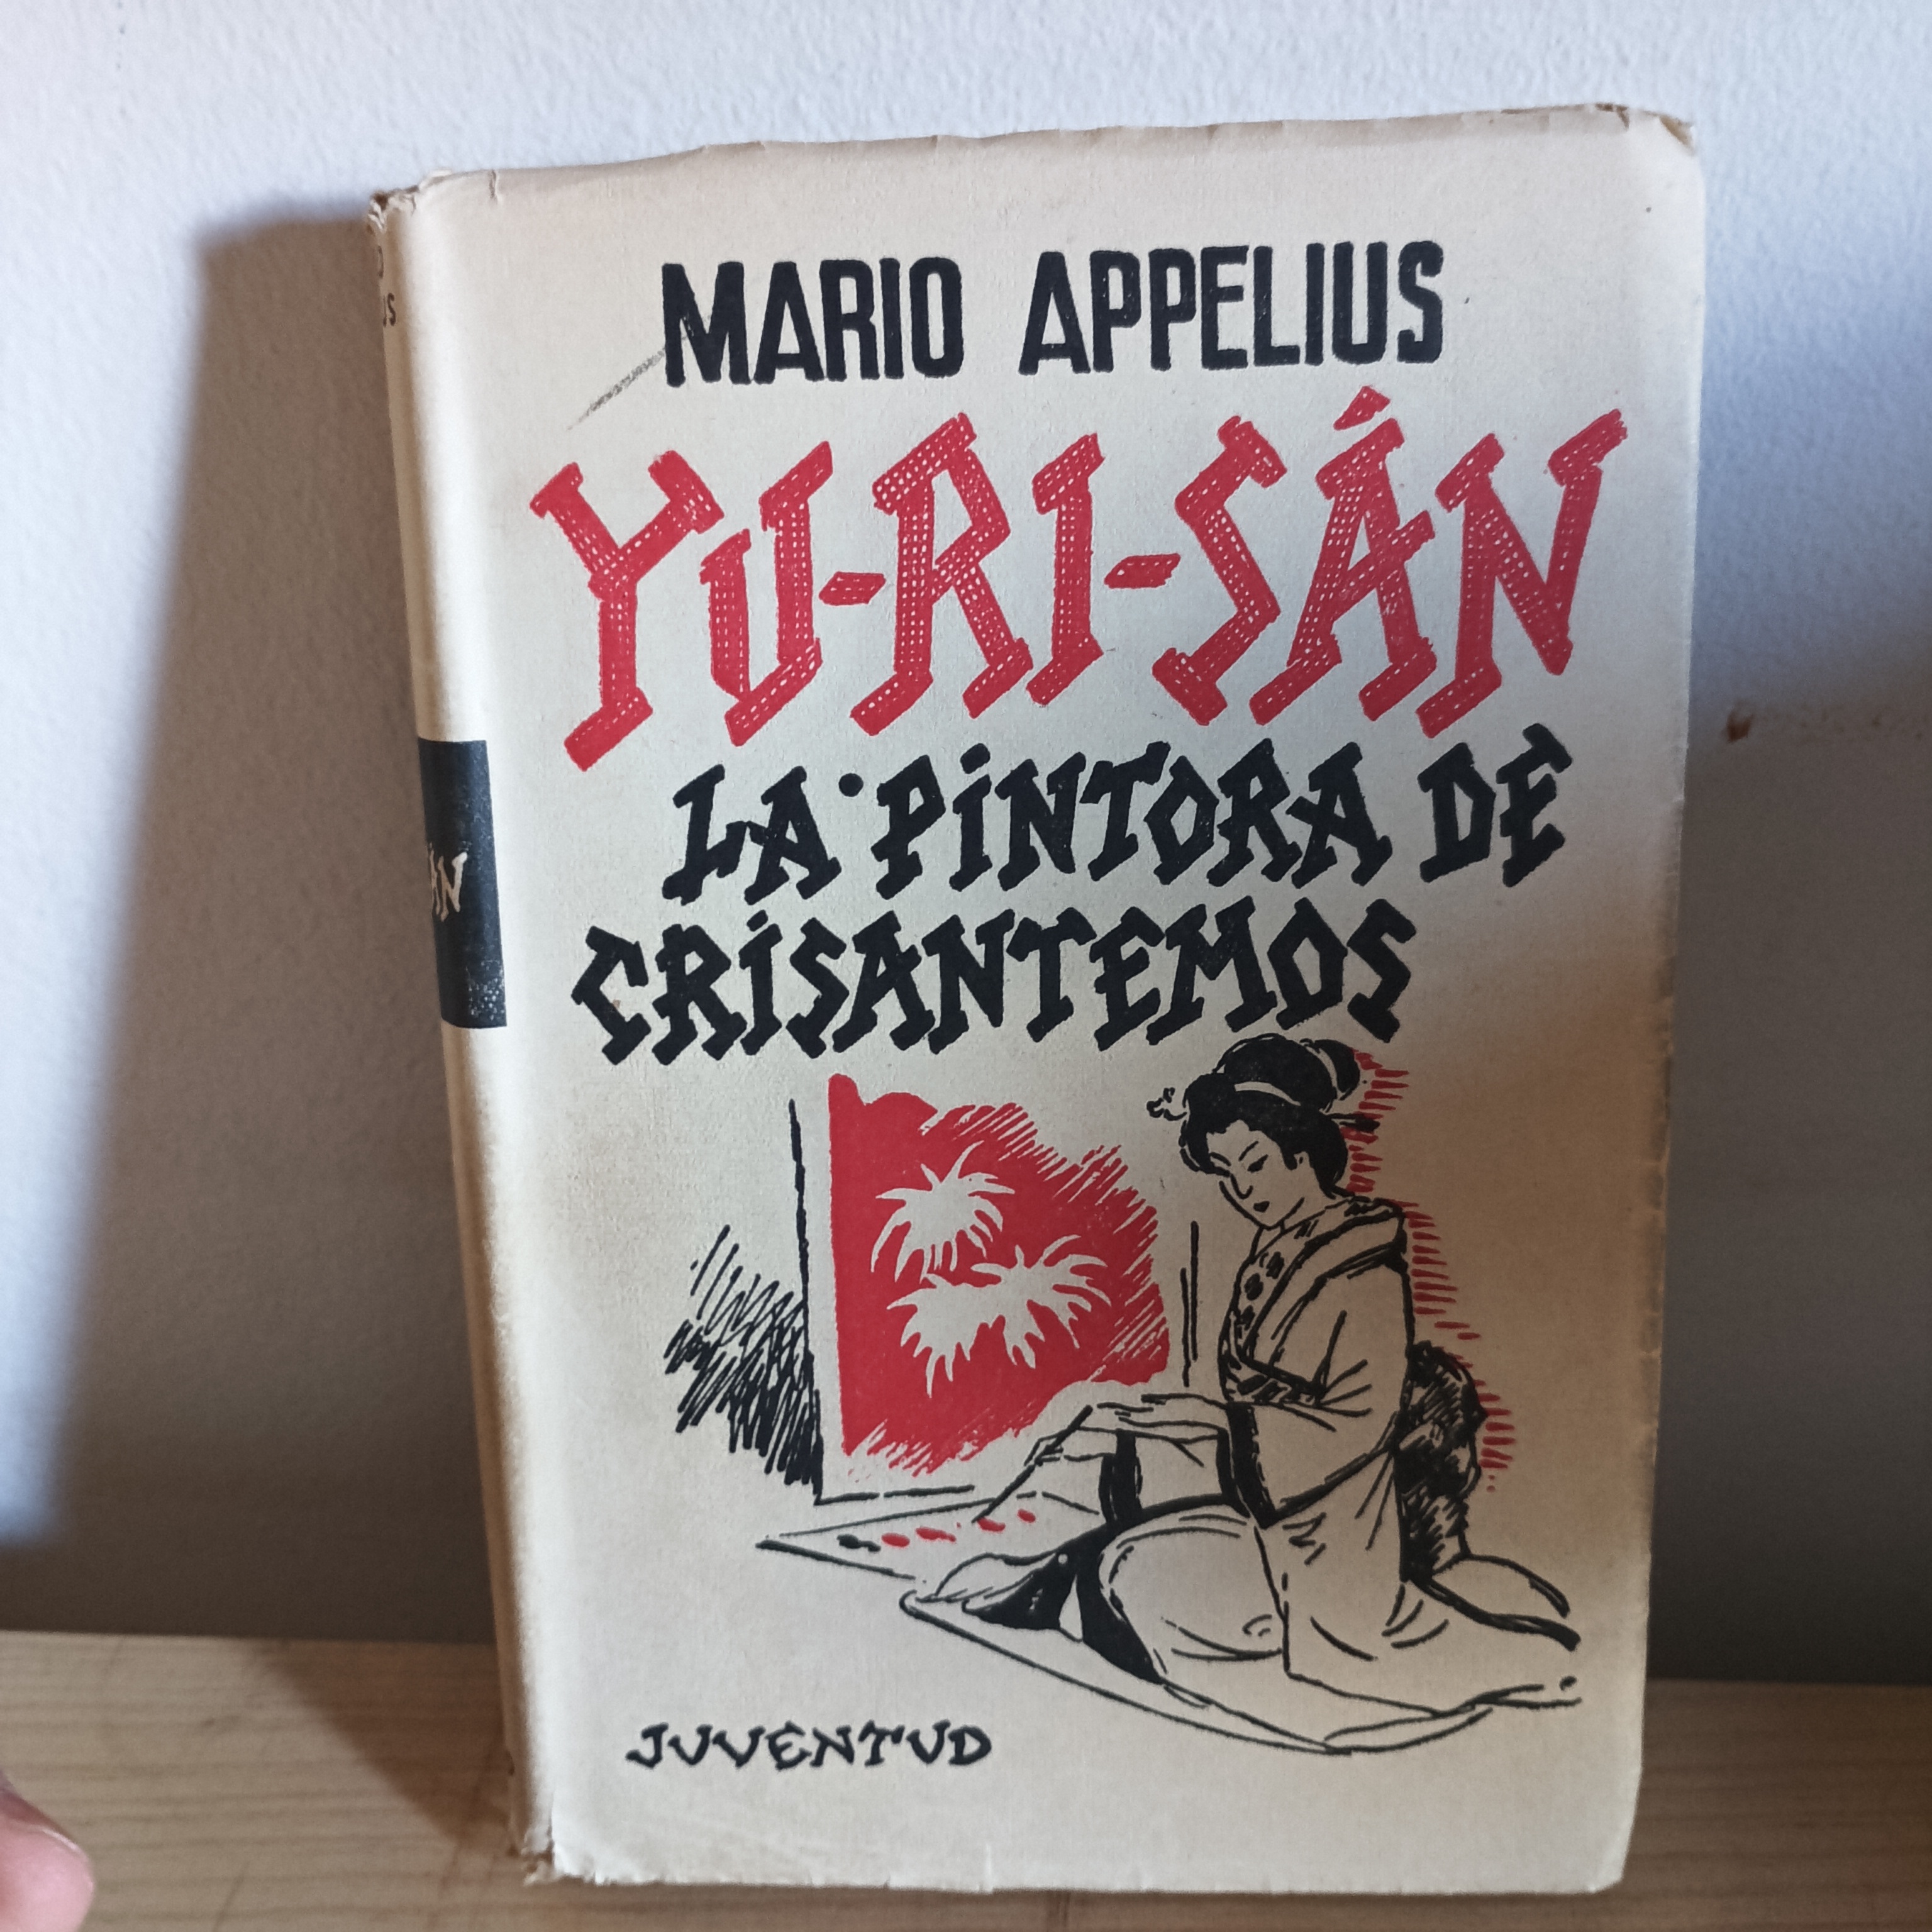 MARIO APPELIUS
YU-RI-SÁN
LA PINTORA DE
CRISANTEMOS
JUVENTUD